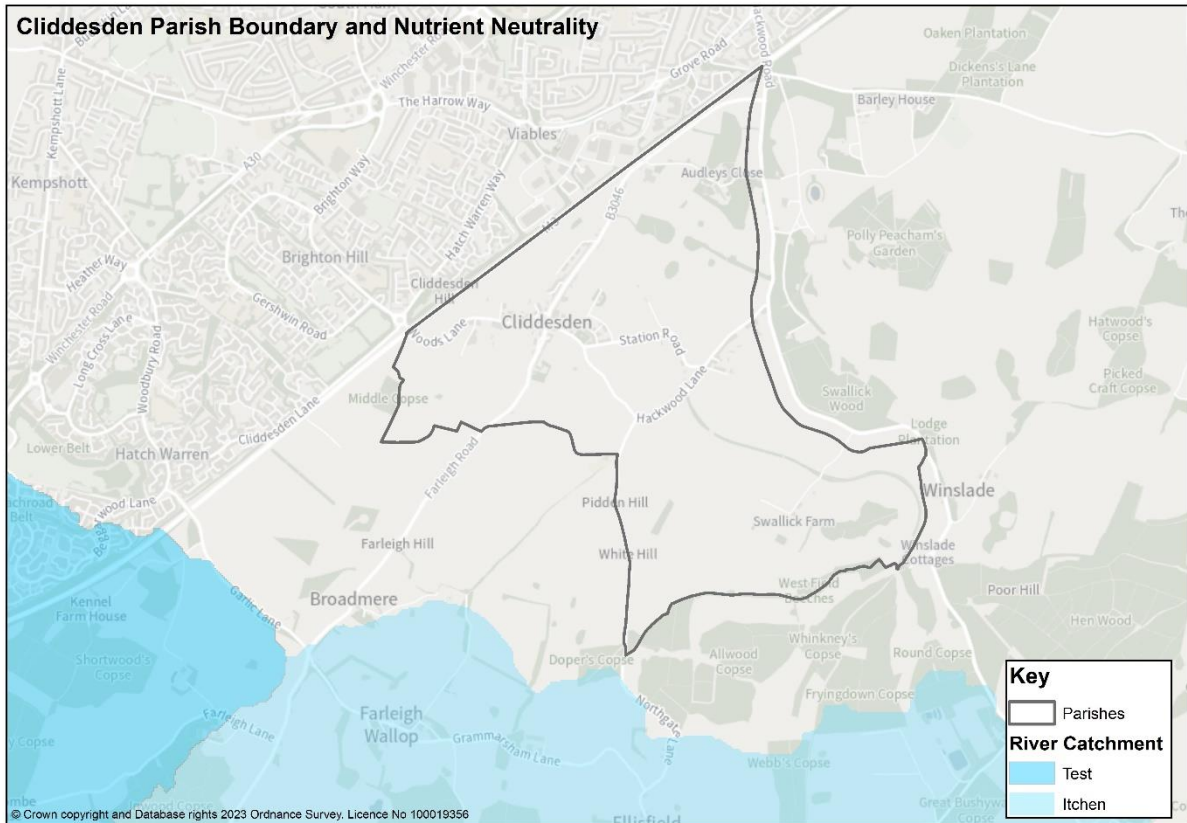 Cliddesden Parish Boundary and Nutrient Neutrality
Winchester Road
Grove Road
Hackwood Road
Oaken Plantation
Dickens's Lane
Plantation
Kempshott Lane
The Harrow Way
Barley House
Viables
A30
Kempshott
Brighton Way
Hatch Warren Way
B3046
Audleys Close
M3
Polly Peacham's
Garden
Heather Way
Brighton Hill
Cliddesden
Hill
Gershwin Road
Woods Lane
Cliddesden
Station Road
Hatwood's
Copse
Winchester Road
Long Cross Lane
Woodbury Road
Picked
Craft Copse
Swallick
Wood
Hackwood Lane
Middle Copse
Cliddesden Lane
Lower Belt
Lodge
Plantation
Hatch Warren
Farleigh Road
Winslade
Pidden Hill
Swallick Farm
Farleigh Hill
White Hill
Winslade
Cottages
Garlic Lane
Broadmere
West Field
Beeches
Poor Hill
Kennel
Farm House
Hen Wood
Whinkney's
Copse
Shortwood's
Copse
Doper's Copse
Allwood
Copse
Round Copse
Fryingdown Copse
Farleigh Lane
Farleigh
Wallop
Northgate Lane
Grammarsham Lane
Webb's Copse
Ellisfield
Key
Parishes
River Catchment
Test
Itchen
© Crown copyright and Database rights 2023 Ordnance Survey. Licence No 100019356